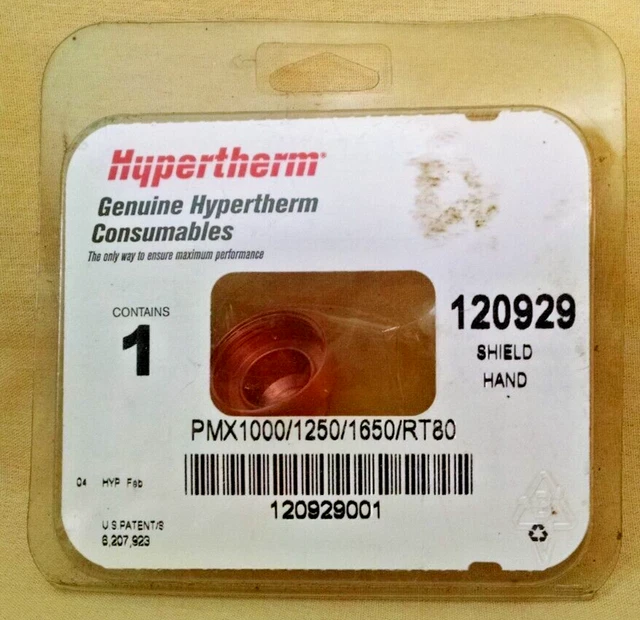 Hypertherm®
Genuine Hypertherm
Consumables
The only way to ensure maximum performance
CONTAINS
1
120929
SHIELD
HAND
PMX1000/1250/1650/RT80
04 HYP Feb
120929001
U S PATENT/S
6,207,923